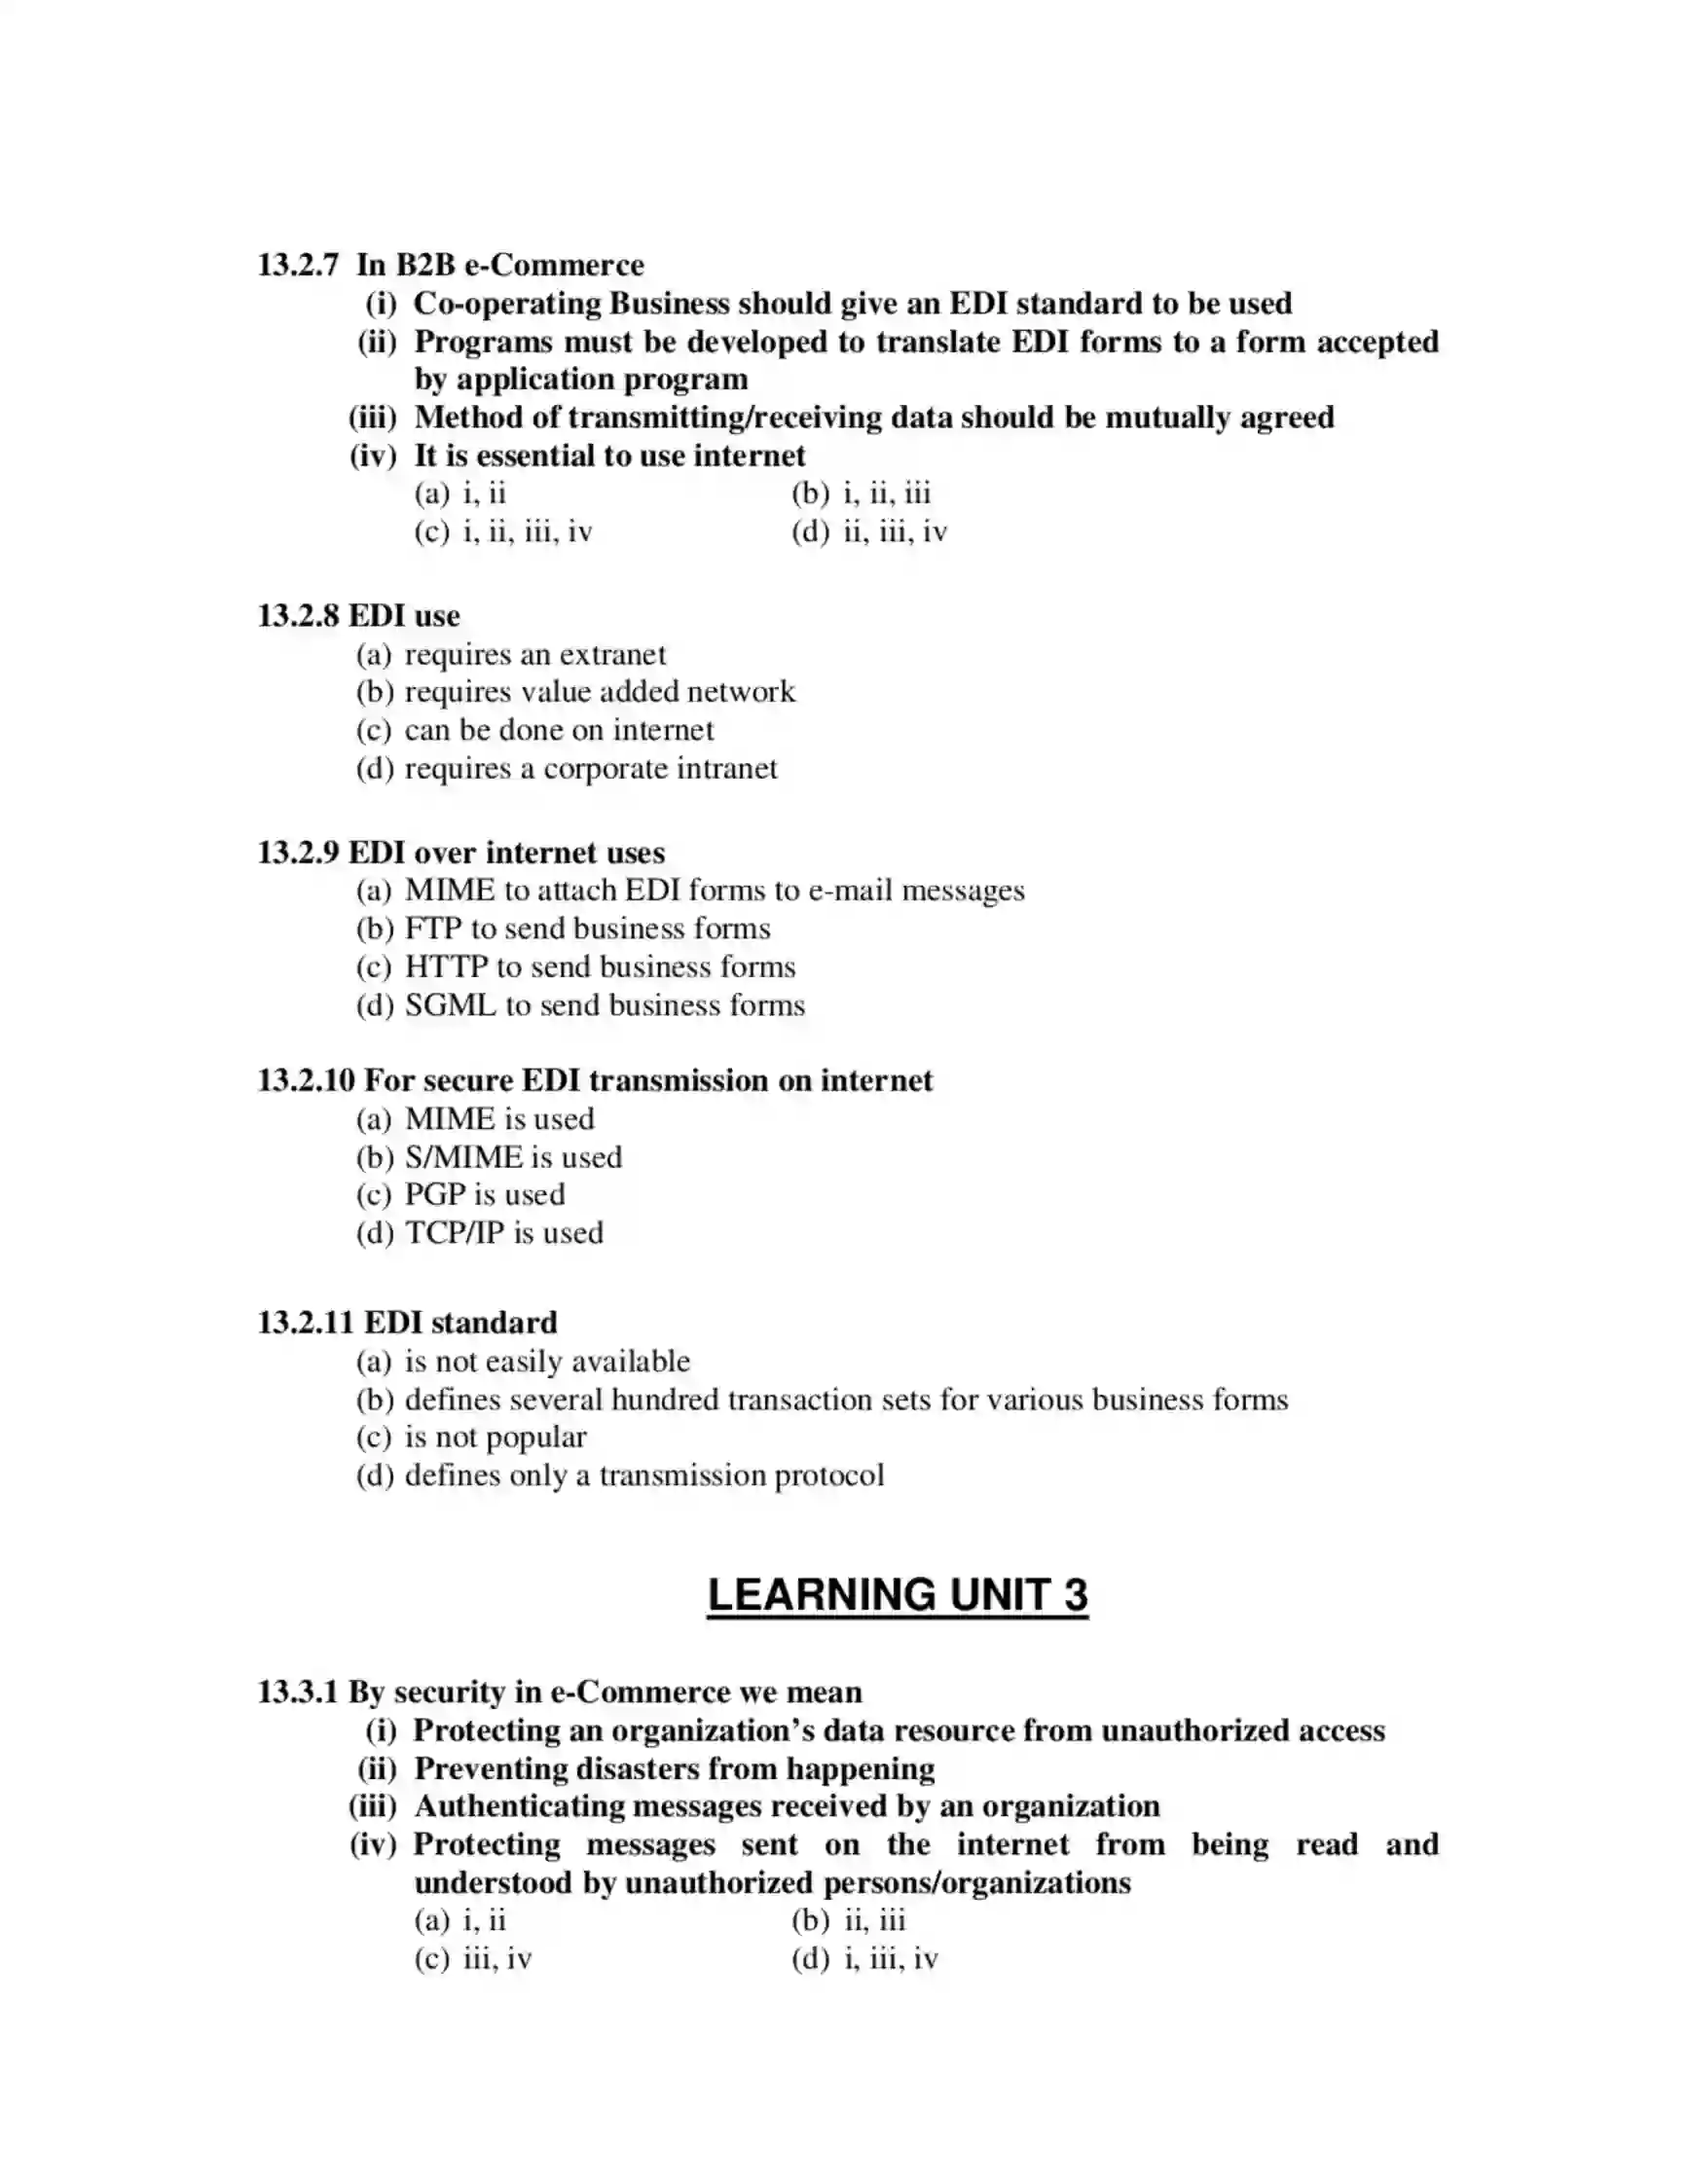 13.2.7 In B2B e-Commerce
(i) Co-operating Business should give an EDI standard to be used
(ii) Programs must be developed to translate EDI forms to a form accepted
by application program
(iii) Method of transmitting/receiving data should be mutually agreed
(iv) It is essential to use internet
(a) i, ii (b) i, ii, iii
(c) i, ii, iii, iv (d) ii, iii, iv
13.2.8 EDI use
(a) requires an extranet
(b) requires value added network
(c) can be done on internet
(d) requires a corporate intranet
13.2.9 EDI over internet uses
(a) MIME to attach EDI forms to e-mail messages
(b) FTP to send business forms
(c) HTTP to send business forms
(d) SGML to send business forms
13.2.10 For secure EDI transmission on internet
(a) MIME is used
(b) S/MIME is used
(c) PGP is used
(d) TCP/IP is used
13.2.11 EDI standard
(a) is not easily available
(b) defines several hundred transaction sets for various business forms
(c) is not popular
(d) defines only a transmission protocol
LEARNING UNIT 3
13.3.1 By security in e-Commerce we mean
(i) Protecting an organization’s data resource from unauthorized access
(ii) Preventing disasters from happening
(iii) Authenticating messages received by an organization
(iv) Protecting messages sent on the internet from being read and
understood by unauthorized persons/organizations
(a) i, ii (b) ii, iii
(c) iii, iv (d) i, iii, iv